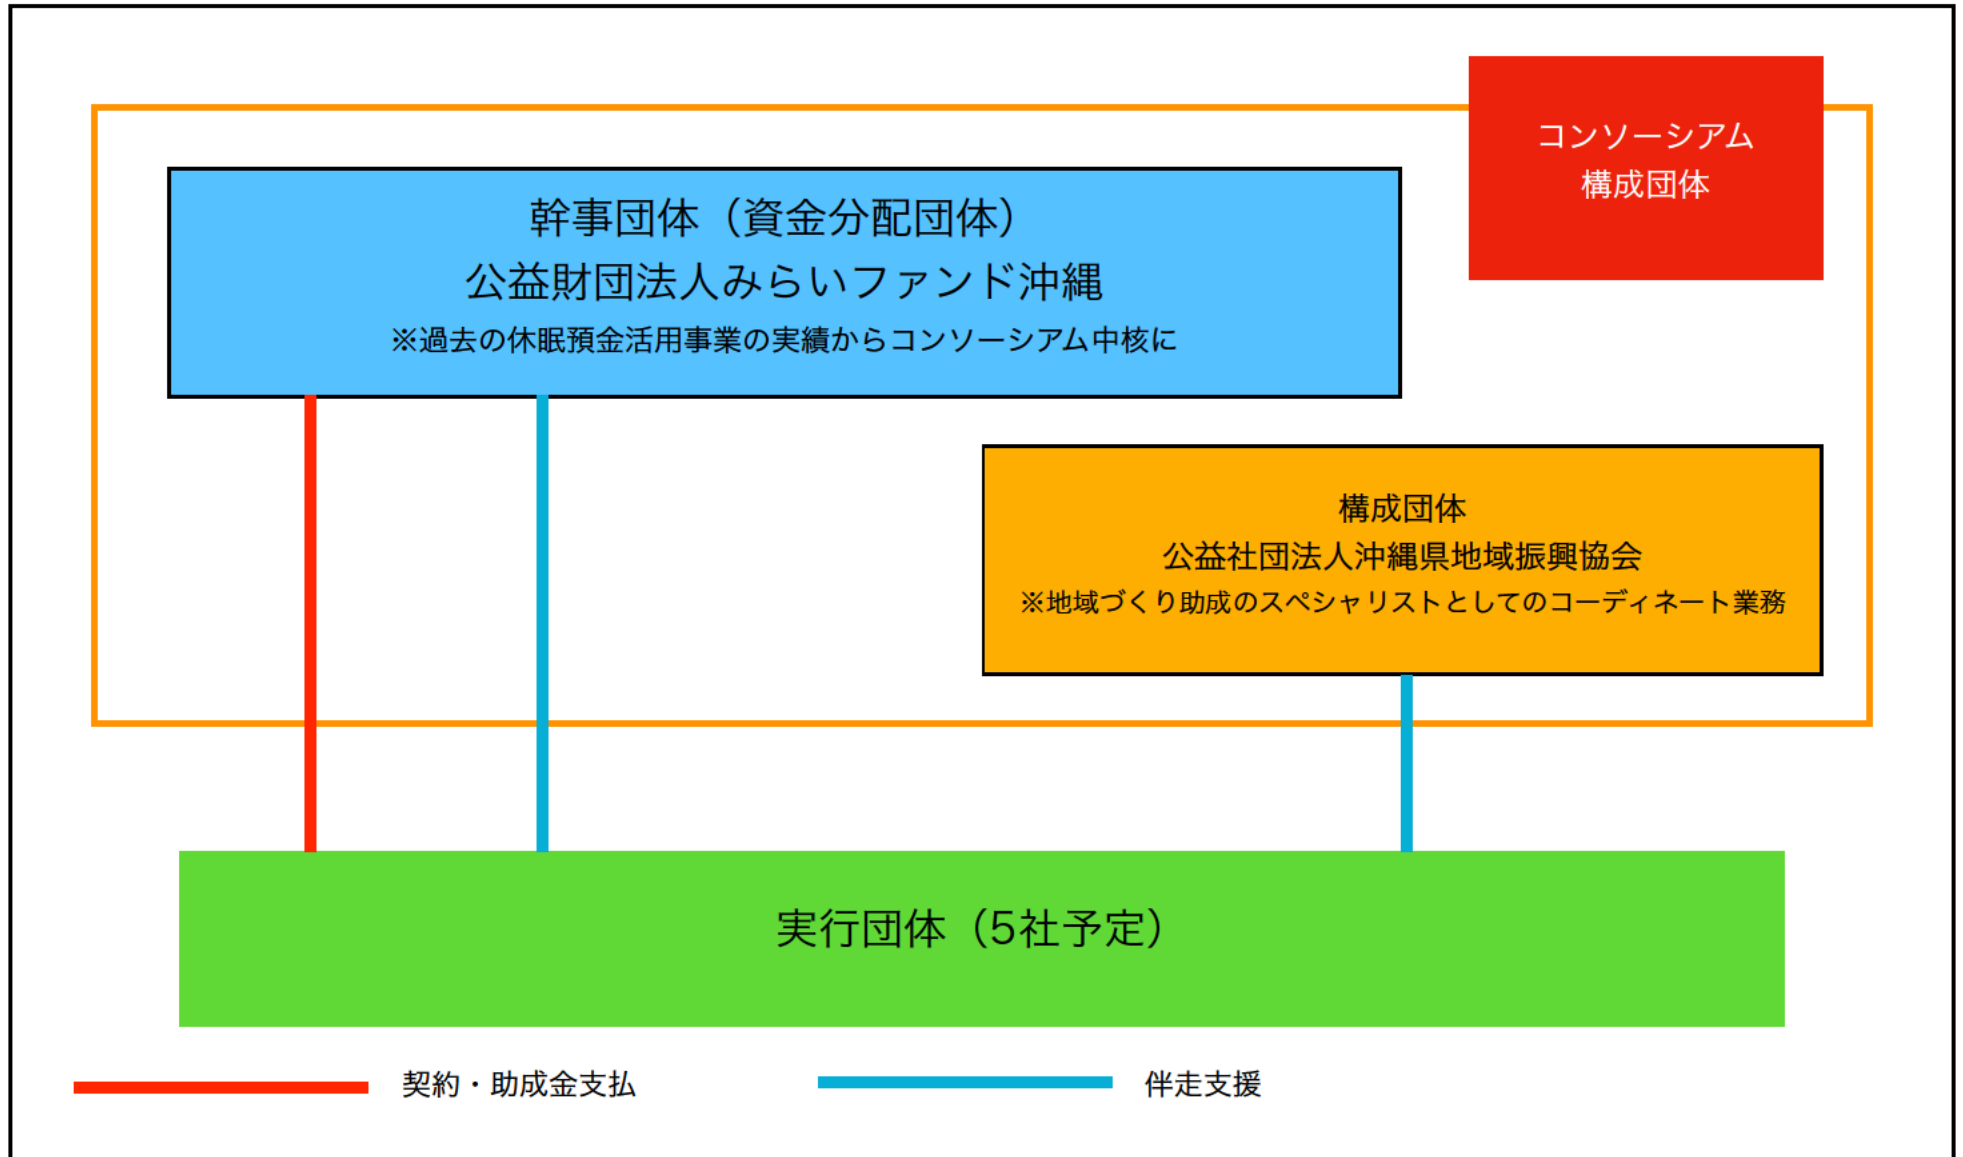 コンソーシアム
構成団体
幹事団体（資金分配団体）
公益財団法人みらいファンド沖縄
※過去の休眠預金活用事業の実績からコンソーシアム中核に
構成団体
公益社団法人沖縄県地域振興協会
※地域づくり助成のスペシャリストとしてのコーディネート業務
実行団体（5社予定）
契約・助成金支払
伴走支援